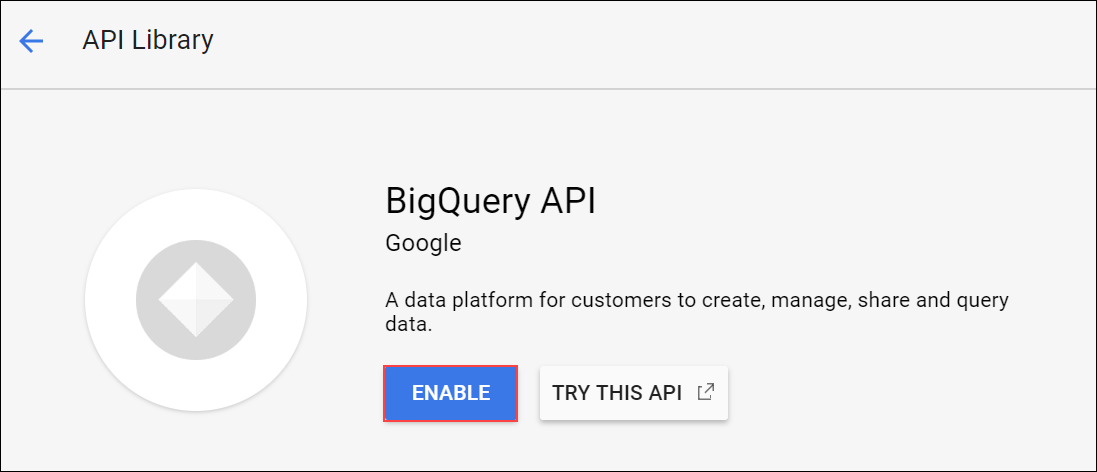 API Library
BigQuery API
Google
A data platform for customers to create, manage, share and query
data.
ENABLE
TRY THIS API